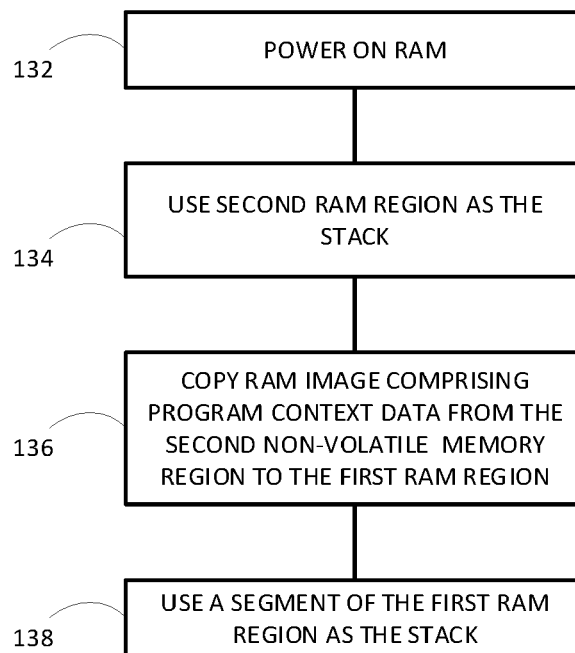 132
POWER ON RAM
134
USE SECOND RAM REGION AS THE
STACK
136
COPY RAM IMAGE COMPRISING
PROGRAM CONTEXT DATA FROM THE
SECOND NON-VOLATILE MEMORY
REGION TO THE FIRST RAM REGION
138
USE A SEGMENT OF THE FIRST RAM
REGION AS THE STACK